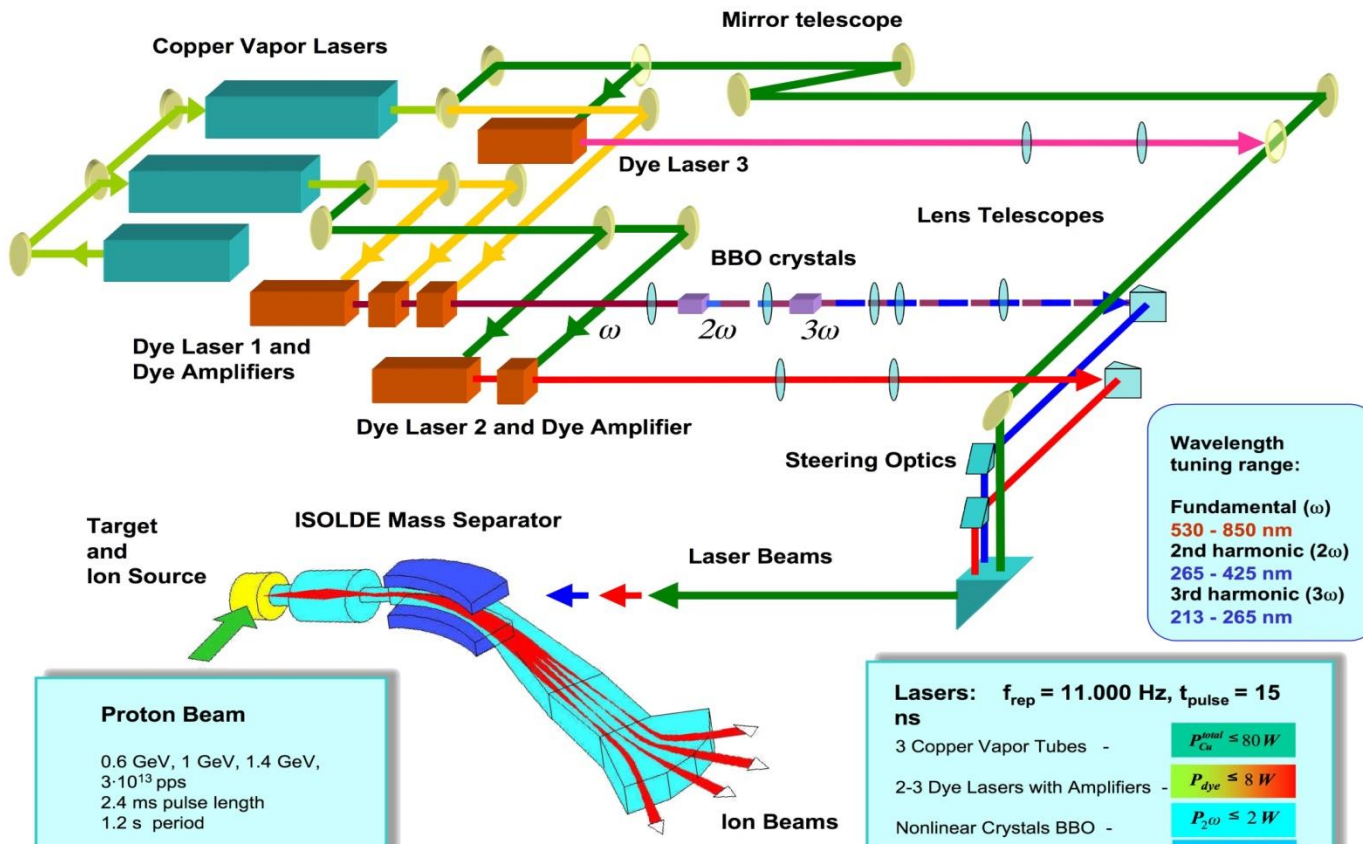 Mirror telescope
Copper Vapor Lasers
Dye Laser 3
Lens Telescopes
BBO crystals
ω
2ω
3ω
Dye Laser 1 and
Dye Amplifiers
Dye Laser 2 and Dye Amplifier
Steering Optics
Wavelength
tuning range:
Fundamental (ω)
530 - 850 nm
2nd harmonic (2ω)
265 - 425 nm
3rd harmonic (3ω)
213 - 265 nm
Target
and
Ion Source
ISOLDE Mass Separator
Laser Beams
Proton Beam
0.6 GeV, 1 GeV, 1.4 GeV,
3·10¹³ pps
2.4 ms pulse length
1.2 s period
Ion Beams
Lasers: f_rep = 11.000 Hz, t_pulse = 15
ns
3 Copper Vapor Tubes - P_Cu^total ≤ 80 W
2-3 Dye Lasers with Amplifiers - P_dye ≤ 8 W
Nonlinear Crystals BBO - P_2ω ≤ 2 W